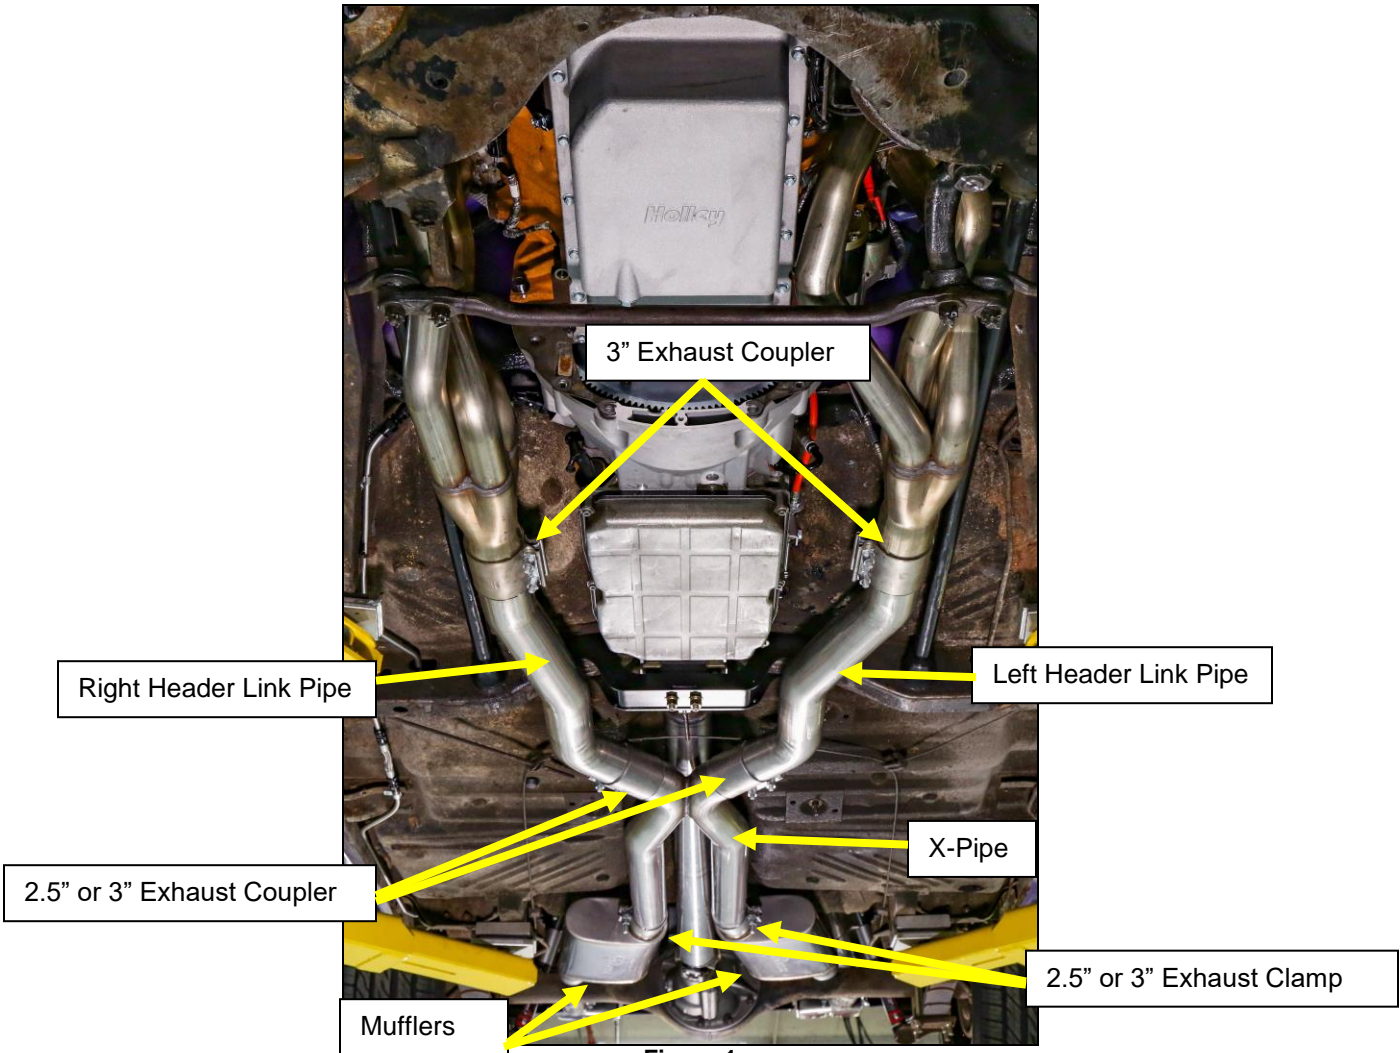 Holley
3” Exhaust Coupler
Right Header Link Pipe
Left Header Link Pipe
X-Pipe
2.5” or 3” Exhaust Coupler
2.5” or 3” Exhaust Clamp
Mufflers